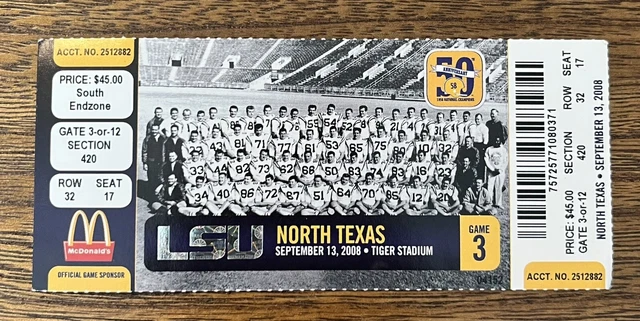 ACCT. NO. 2512882
PRICE: $45.00
South
Endzone
GATE 3-or-12
SECTION
420
ROW SEAT
32 17
McDonald's
OFFICIAL GAME SPONSOR
50
ANNIVERSARY
58
1958 NATIONAL CHAMPIONS
LSU
NORTH TEXAS
SEPTEMBER 13, 2008 • TIGER STADIUM
GAME
3
75725771080371
PRICE: $45.00 SECTION ROW SEAT
GATE 3-or-12 420 32 17
NORTH TEXAS • SEPTEMBER 13, 2008
ACCT. NO. 2512882